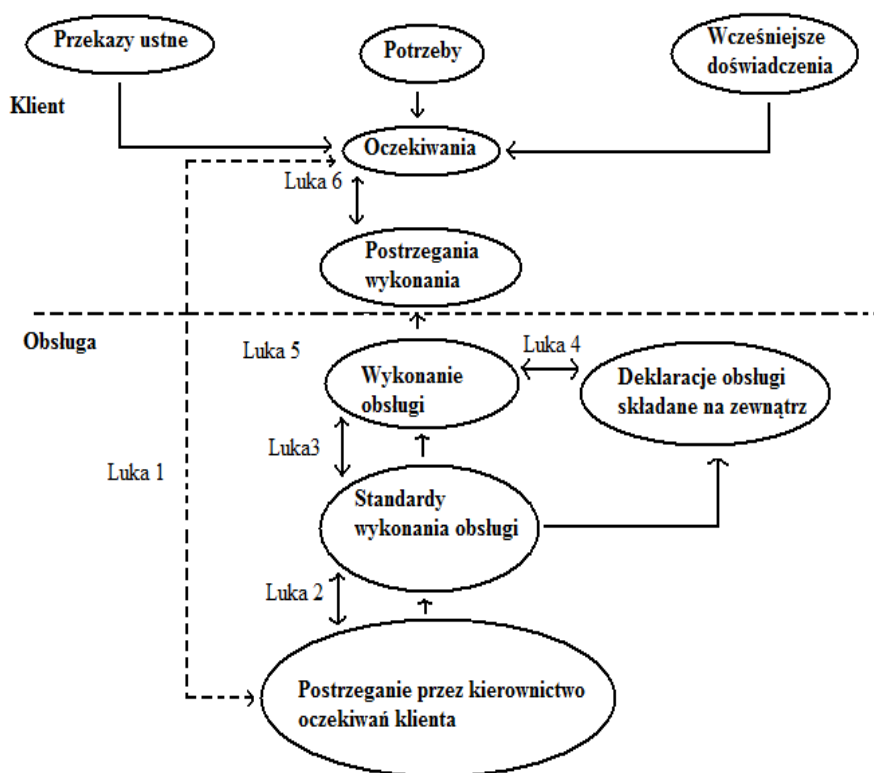 Przekazy ustne
Potrzeby
Wcześniejsze
doświadczenia
Klient
Oczekiwania
Luka 6
Postrzegania
wykonania
Obsługa
Luka 5
Luka 4
Wykonanie
obsługi
Deklaracje obsługi
składane na zewnątrz
Luka3
Luka 1
Standardy
wykonania obsługi
Luka 2
Postrzeganie przez kierownictwo
oczekiwań klienta